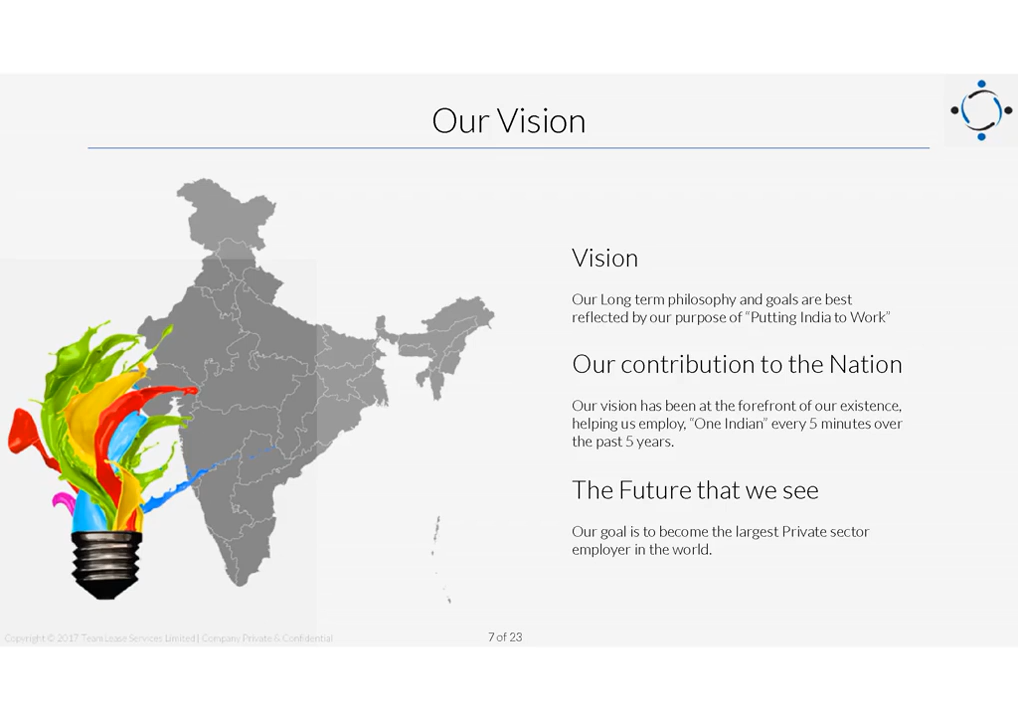 Our Vision
Vision
Our Long term philosophy and goals are best
reflected by our purpose of “Putting India to Work”
Our contribution to the Nation
Our vision has been at the forefront of our existence,
helping us employ, “One Indian” every 5 minutes over
the past 5 years.
The Future that we see
Our goal is to become the largest Private sector
employer in the world.
Copyright © 2017 TeamLease Services Limited | Company Private & Confidential
7 of 23